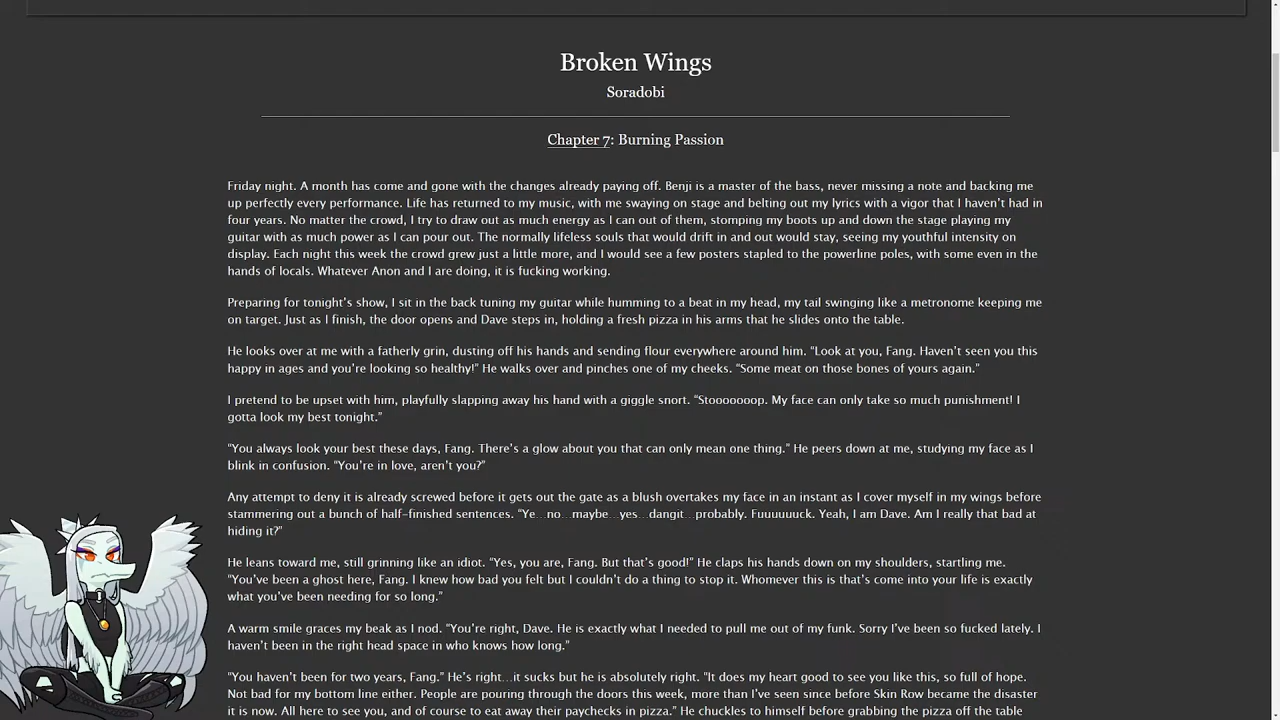 Broken Wings
Soradobi
Chapter 7: Burning Passion
Friday night. A month has come and gone with the changes already paying off. Benji is a master of the bass, never missing a note and backing me
up perfectly every performance. Life has returned to my music, with me swaying on stage and belting out my lyrics with a vigor that I haven’t had in
four years. No matter the crowd, I try to draw out as much energy as I can out of them, stomping my boots up and down the stage playing my
guitar with as much power as I can pour out. The normally lifeless souls that would drift in and out would stay, seeing my youthful intensity on
display. Each night this week the crowd grew just a little more, and I would see a few posters stapled to the powerline poles, with some even in the
hands of locals. Whatever Anon and I are doing, it is fucking working.
Preparing for tonight’s show, I sit in the back tuning my guitar while humming to a beat in my head, my tail swinging like a metronome keeping me
on target. Just as I finish, the door opens and Dave steps in, holding a fresh pizza in his arms that he slides onto the table.
He looks over at me with a fatherly grin, dusting off his hands and sending flour everywhere around him. “Look at you, Fang. Haven’t seen you this
happy in ages and you’re looking so healthy!” He walks over and pinches one of my cheeks. “Some meat on those bones of yours again.”
I pretend to be upset with him, playfully slapping away his hand with a giggle snort. “Stooooooop. My face can only take so much punishment! I
gotta look my best tonight.”
“You always look your best these days, Fang. There’s a glow about you that can only mean one thing.” He peers down at me, studying my face as I
blink in confusion. “You’re in love, aren’t you?”
Any attempt to deny it is already screwed before it gets out the gate as a blush overtakes my face in an instant as I cover myself in my wings before
stammering out a bunch of half-finished sentences. “Ye…no…maybe…yes…dangit…probably. Fuuuuuuck. Yeah, I am Dave. Am I really that bad at
hiding it?”
He leans toward me, still grinning like an idiot. “Yes, you are, Fang. But that’s good!” He claps his hands down on my shoulders, startling me.
“You’ve been a ghost here, Fang. I knew how bad you felt but I couldn’t do a thing to stop it. Whomever this is that’s come into your life is exactly
what you’ve been needing for so long.”
A warm smile graces my beak as I nod. “You’re right, Dave. He is exactly what I needed to pull me out of my funk. Sorry I’ve been so fucked lately. I
haven’t been in the right head space in who knows how long.”
“You haven’t been for two years, Fang.” He’s right…it sucks but he is absolutely right. “It does my heart good to see you like this, so full of hope.
Not bad for my bottom line either. People are pouring through the doors this week, more than I’ve seen since before Skin Row became the disaster
it is now. All here to see you, and of course to eat away their paychecks in pizza.” He chuckles to himself before grabbing the pizza off the table